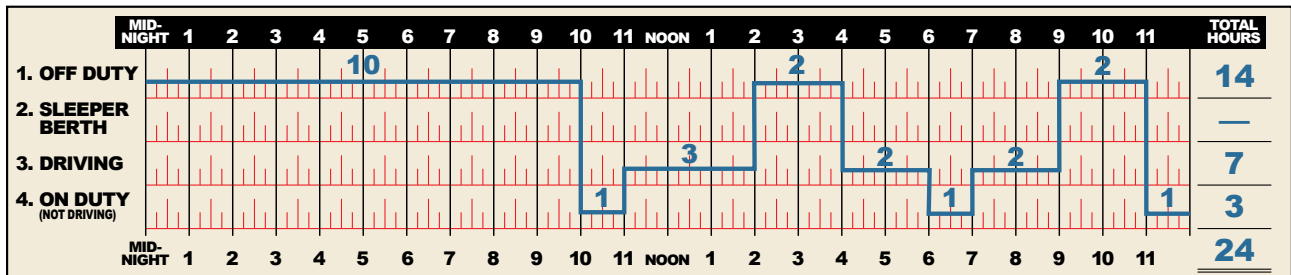 MID-NIGHT 1 2 3 4 5 6 7 8 9 10 11 NOON 1 2 3 4 5 6 7 8 9 10 11 TOTAL HOURS
1. OFF DUTY 10 2 2 14
2. SLEEPER BERTH —
3. DRIVING 3 2 2 7
4. ON DUTY (NOT DRIVING) 1 1 1 3
MID-NIGHT 1 2 3 4 5 6 7 8 9 10 11 NOON 1 2 3 4 5 6 7 8 9 10 11 24